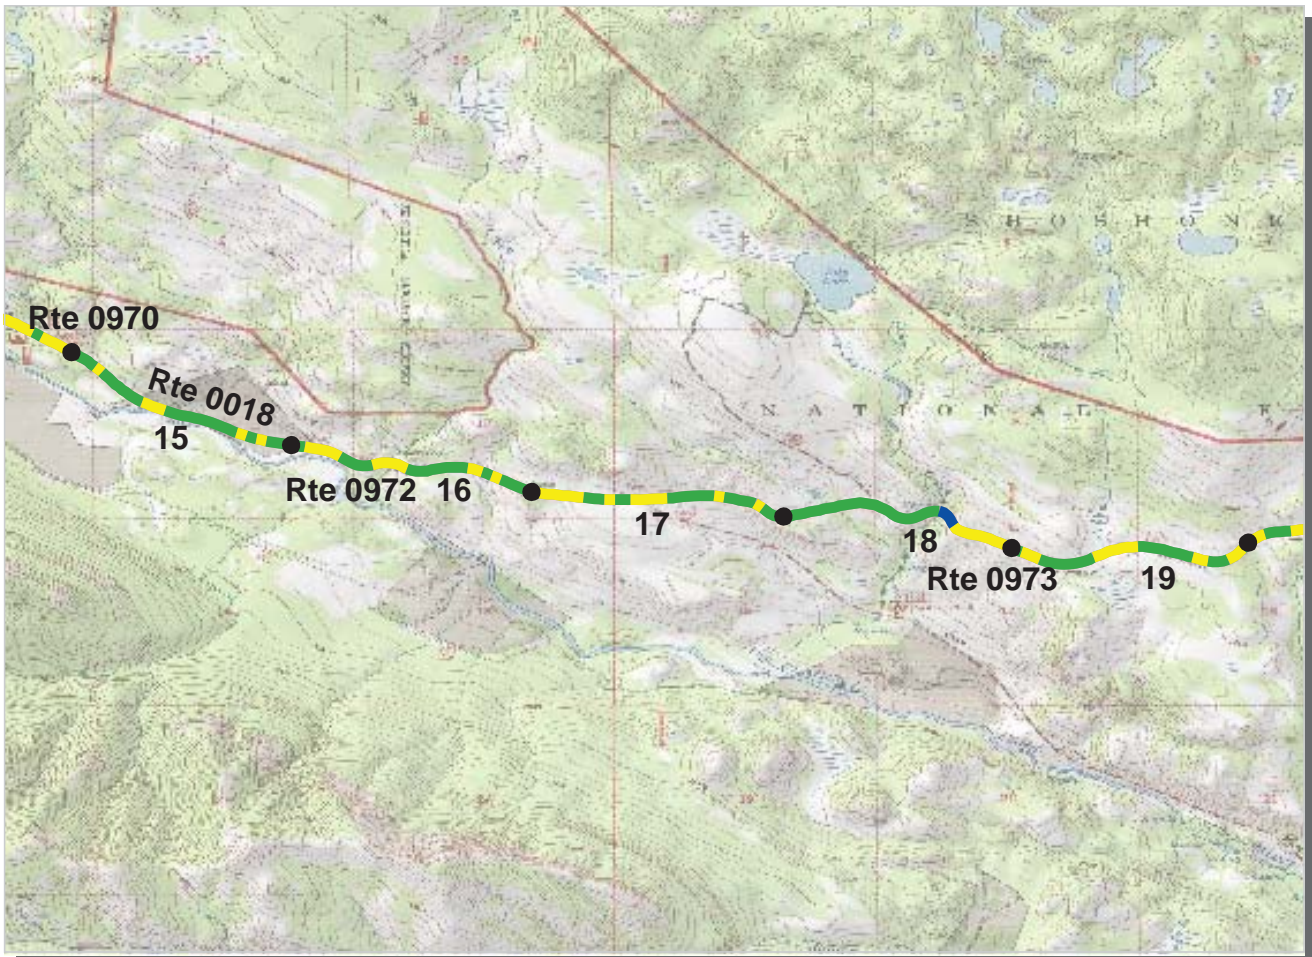 S H O S H O N E
Rte 0970
Rte 0018
N A T I O N A L
15
Rte 0972
16
17
18
Rte 0973
19